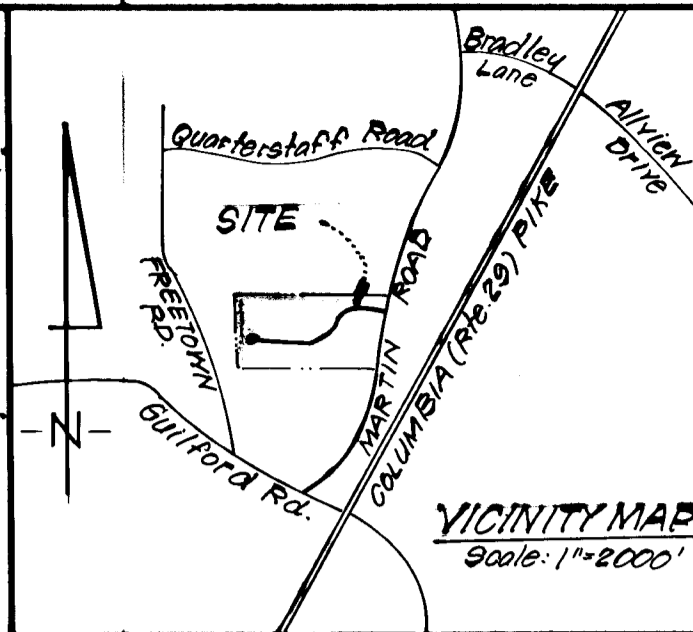 Bradley
Lane
Allview
Drive
Quarterstaff Road
SITE
FREETOWN
RD.
MARTIN ROAD
COLUMBIA (Rte. 29) PIKE
-N-
Guilford Rd.
VICINITY MAP
Scale: 1"=2000'